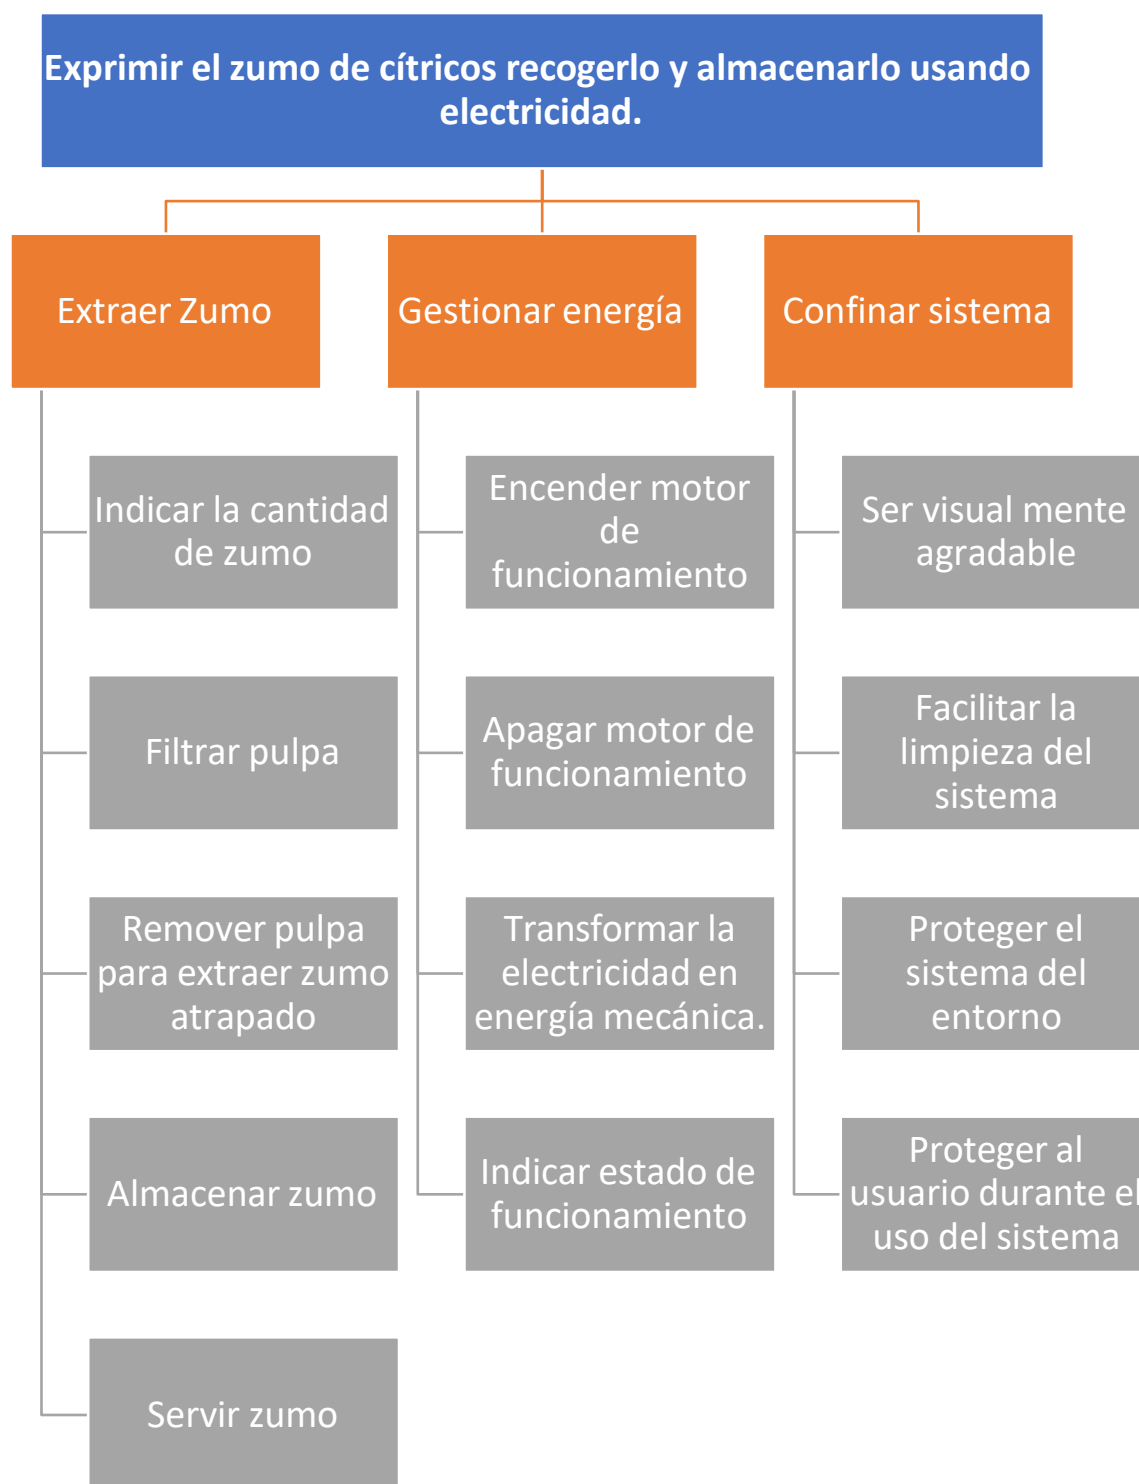 Exprimir el zumo de cítricos recogerlo y almacenarlo usando
electricidad.
Extraer Zumo
Gestionar energía
Confinar sistema
Indicar la cantidad
de zumo
Filtrar pulpa
Remover pulpa
para extraer zumo
atrapado
Almacenar zumo
Servir zumo
Encender motor
de
funcionamiento
Apagar motor de
funcionamiento
Transformar la
electricidad en
energía mecánica.
Indicar estado de
funcionamiento
Ser visual mente
agradable
Facilitar la
limpieza del
sistema
Proteger el
sistema del
entorno
Proteger al
usuario durante el
uso del sistema